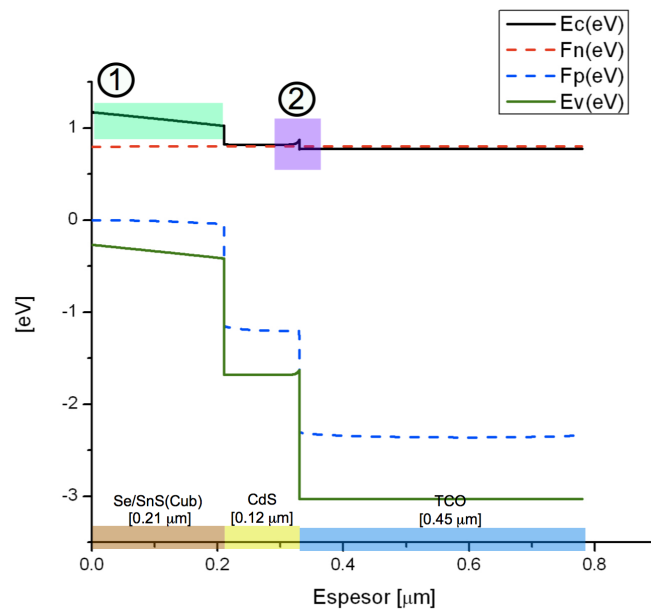 Ec(eV)
Fn(eV)
Fp(eV)
Ev(eV)
1
2
1
0
-1
-2
-3
[eV]
Se/SnS(Cub)
[0.21 μm]
CdS
[0.12 μm]
TCO
[0.45 μm]
0.0 0.2 0.4 0.6 0.8
Espesor [μm]